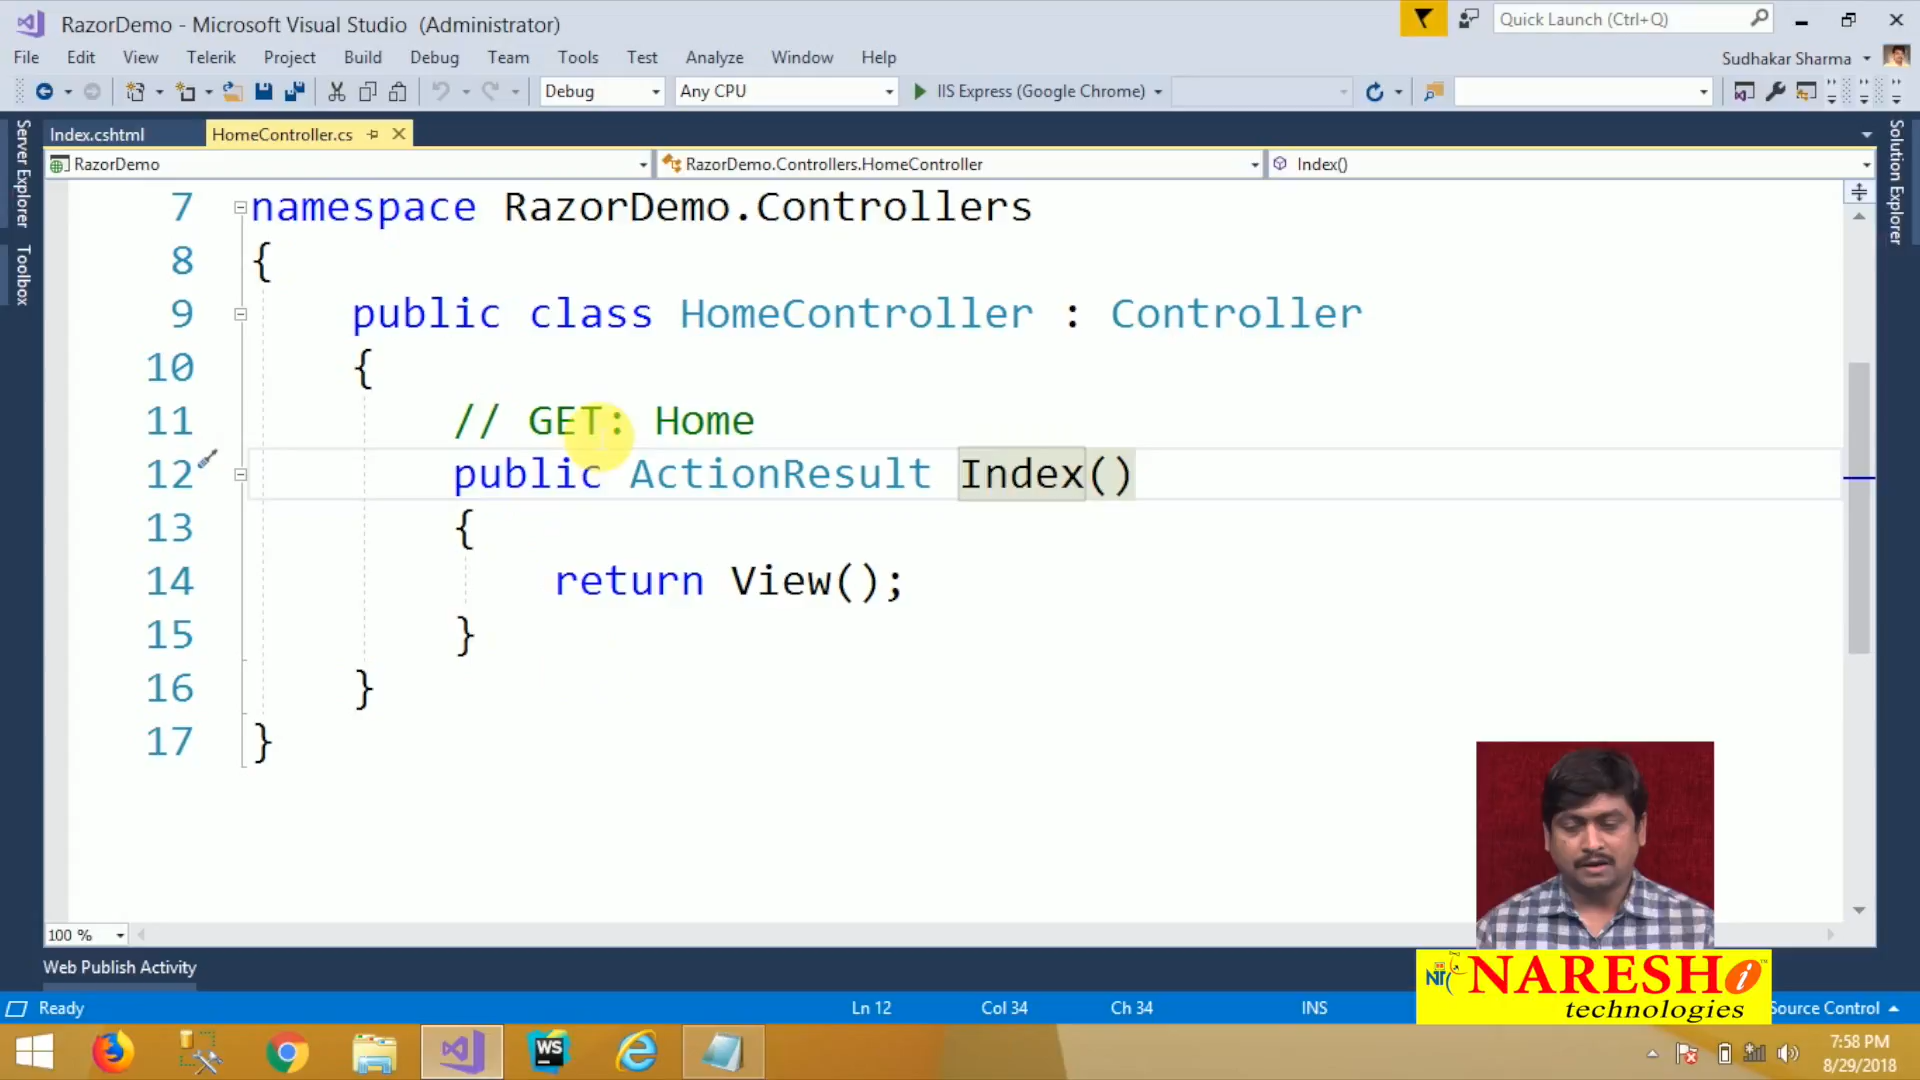 RazorDemo - Microsoft Visual Studio (Administrator)
Quick Launch (Ctrl+Q)
File Edit View Telerik Project Build Debug Team Tools Test Analyze Window Help
Sudhakar Sharma
Debug Any CPU IIS Express (Google Chrome)
Server Explorer
Toolbox
Solution Explorer
Index.cshtml HomeController.cs
RazorDemo RazorDemo.Controllers.HomeController Index()
7 namespace RazorDemo.Controllers
8 {
9 public class HomeController : Controller
10 {
11 // GET: Home
12 public ActionResult Index()
13 {
14 return View();
15 }
16 }
17 }
100 %
Web Publish Activity
NARESH i
technologies
Ready Ln 12 Col 34 Ch 34 INS Source Control
WS
7:58 PM
8/29/2018